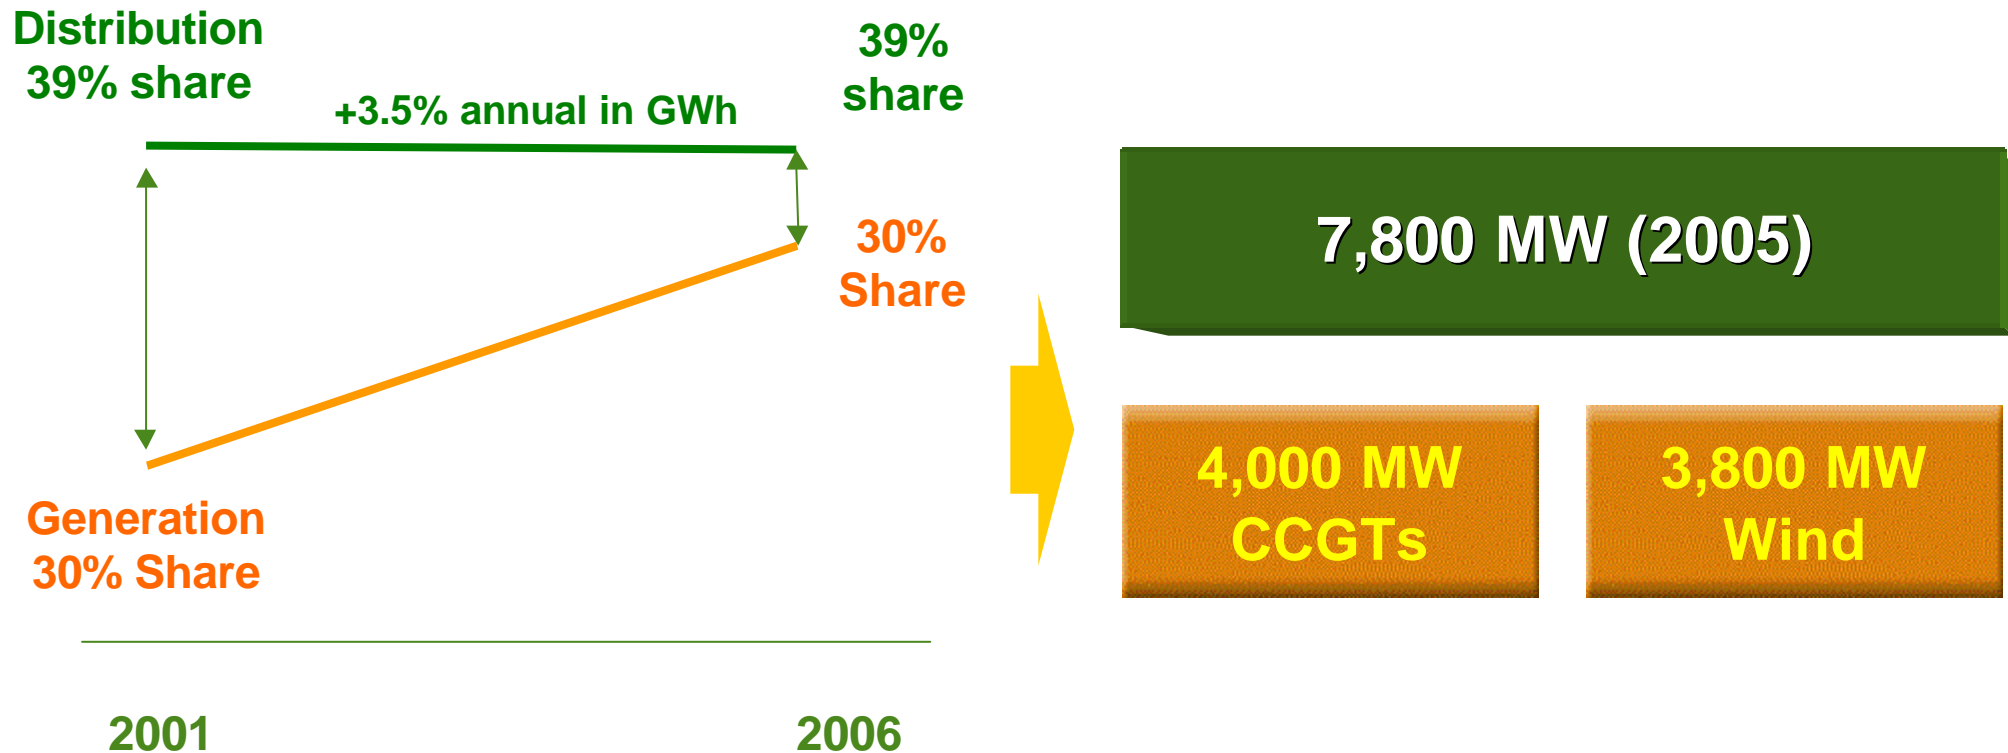 Distribution
39% share
+3.5% annual in GWh
39%
share
30%
Share
Generation
30% Share
2001
2006
7,800 MW (2005)
4,000 MW
CCGTs
3,800 MW
Wind